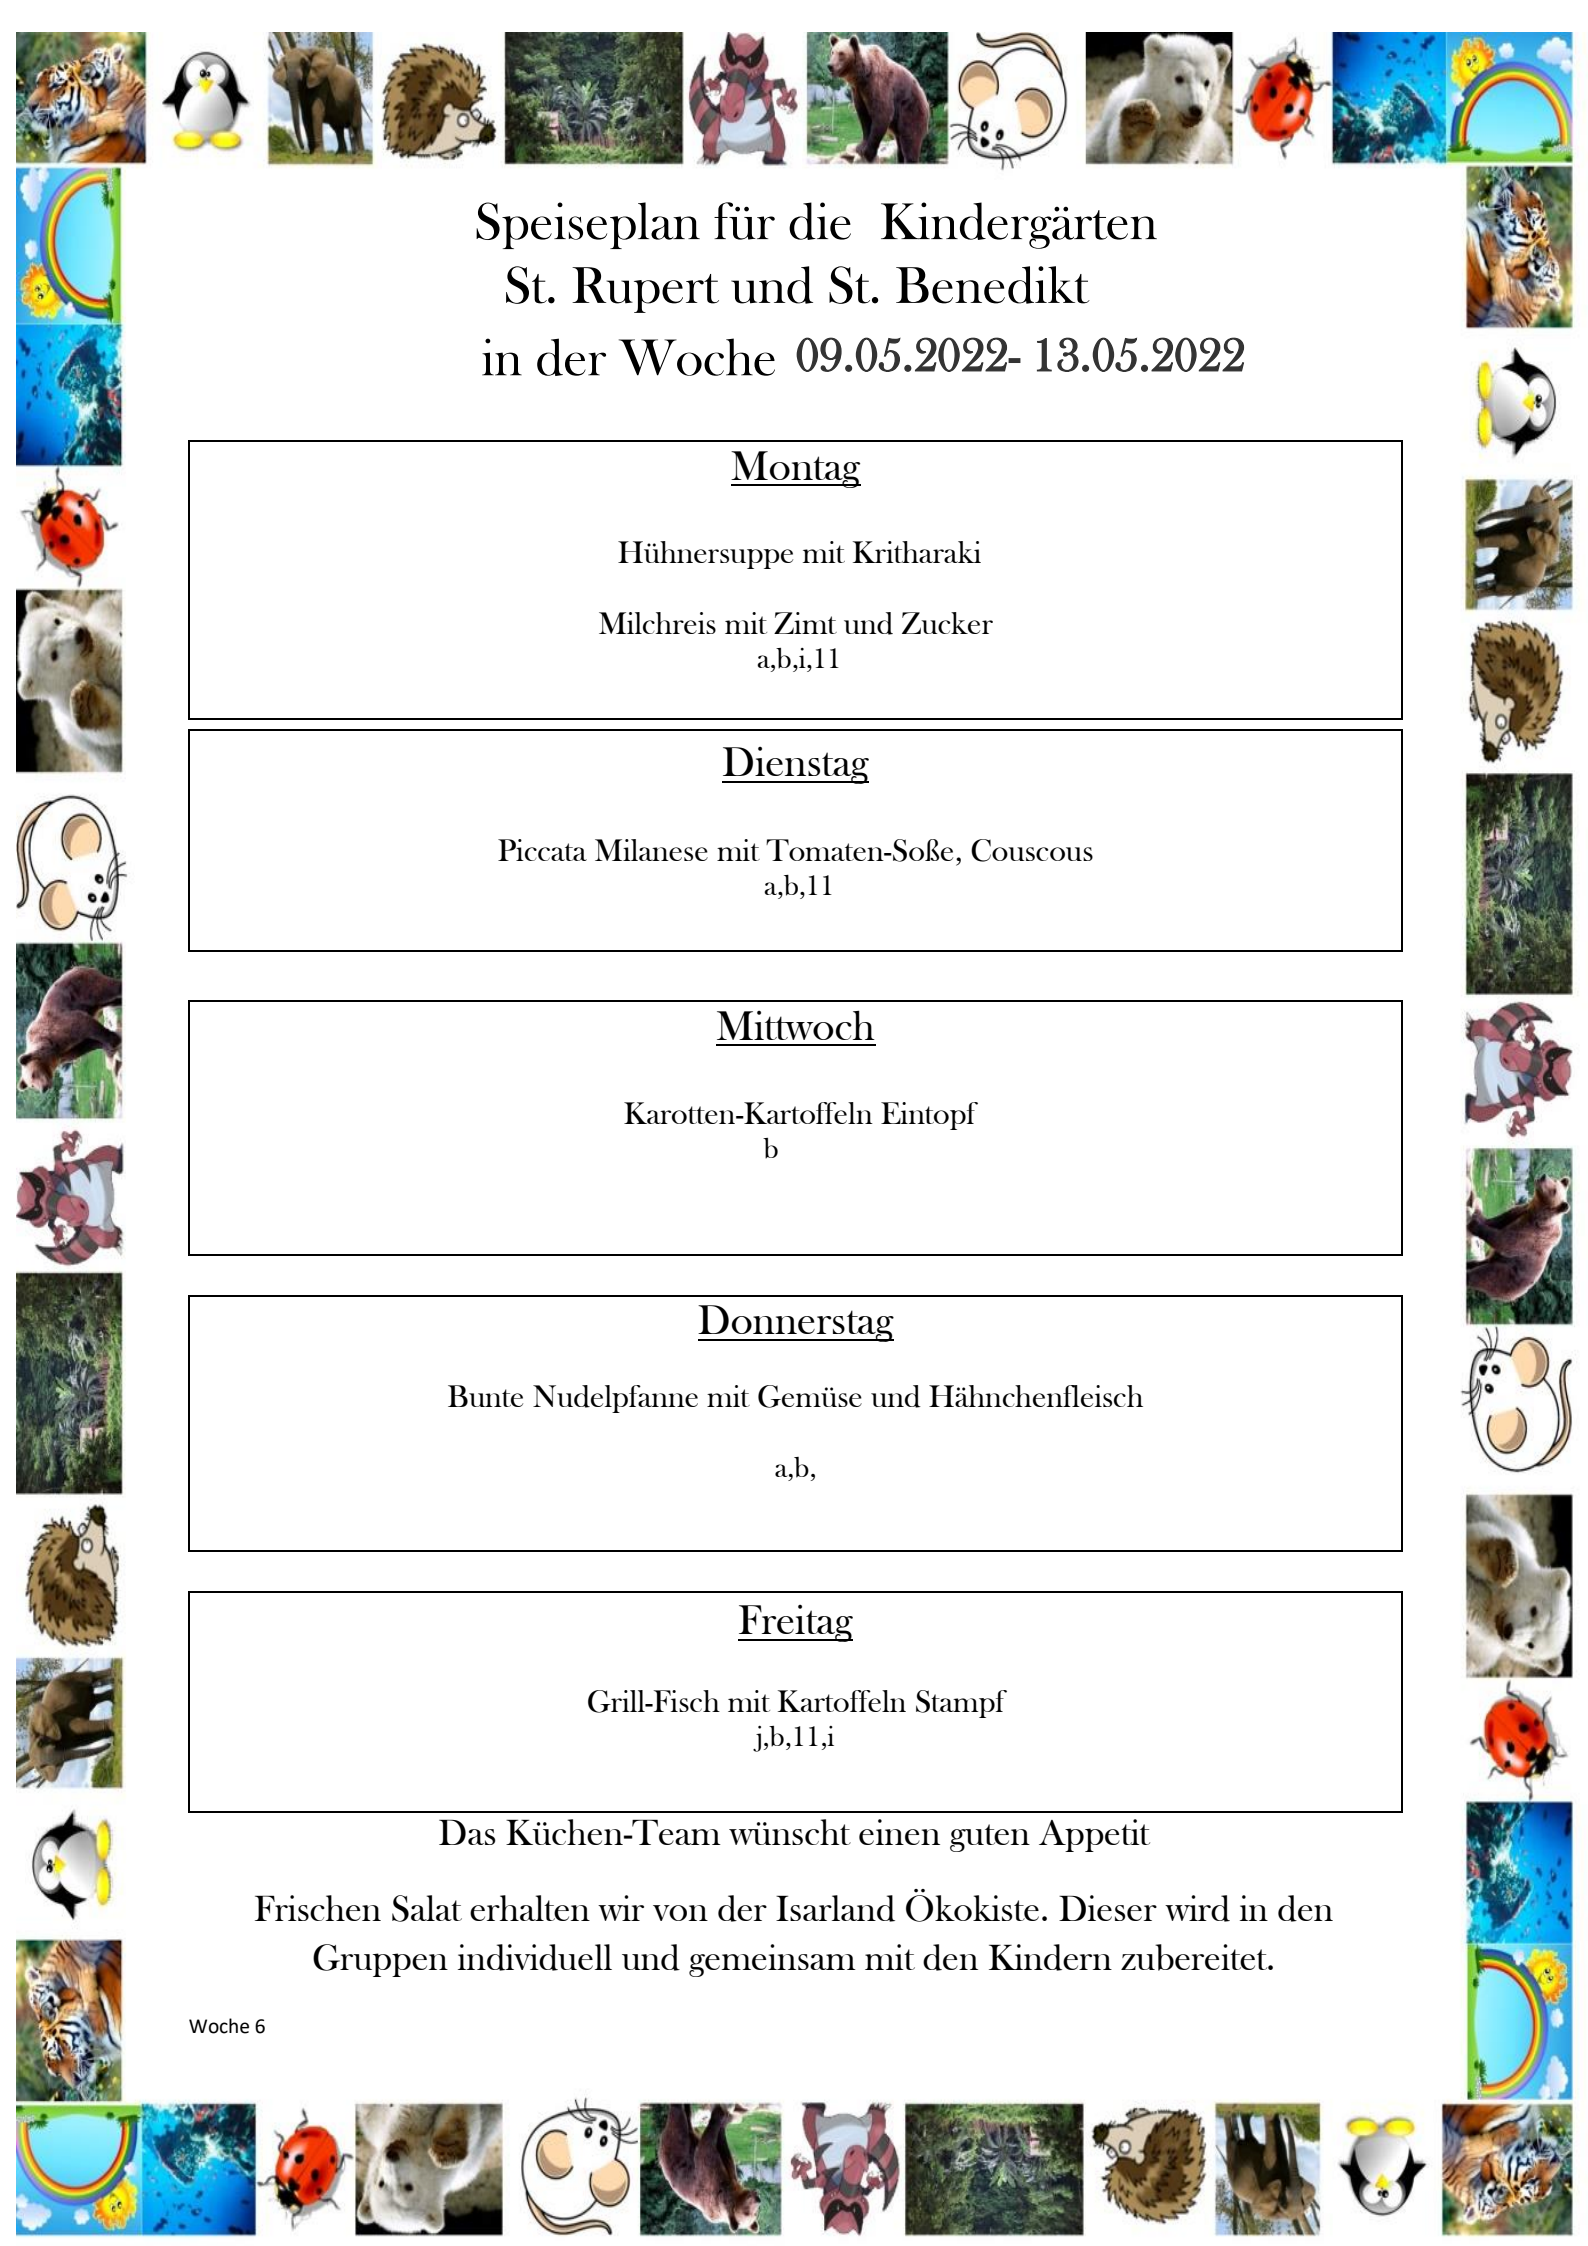 Speiseplan für die Kindergärten
St. Rupert und St. Benedikt
in der Woche 09.05.2022- 13.05.2022
Montag
Hühnersuppe mit Kritharaki
Milchreis mit Zimt und Zucker
a,b,i,11
Dienstag
Piccata Milanese mit Tomaten-Soße, Couscous
a,b,11
Mittwoch
Karotten-Kartoffeln Eintopf
b
Donnerstag
Bunte Nudelpfanne mit Gemüse und Hähnchenfleisch
a,b,
Freitag
Grill-Fisch mit Kartoffeln Stampf
j,b,11,i
Das Küchen-Team wünscht einen guten Appetit
Frischen Salat erhalten wir von der Isarland Ökokiste. Dieser wird in den
Gruppen individuell und gemeinsam mit den Kindern zubereitet.
Woche 6